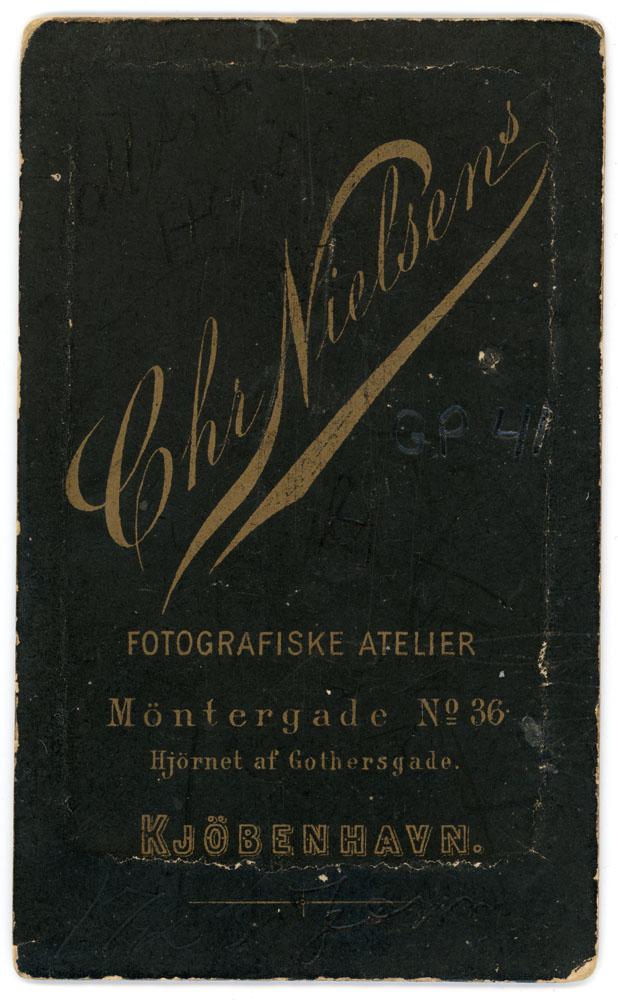 Chr Nielsens
GP 41
FOTOGRAFISKE ATELIER
Möntergade Nº 36.
Hjörnet af Gothersgade.
KJÖBENHAVN.